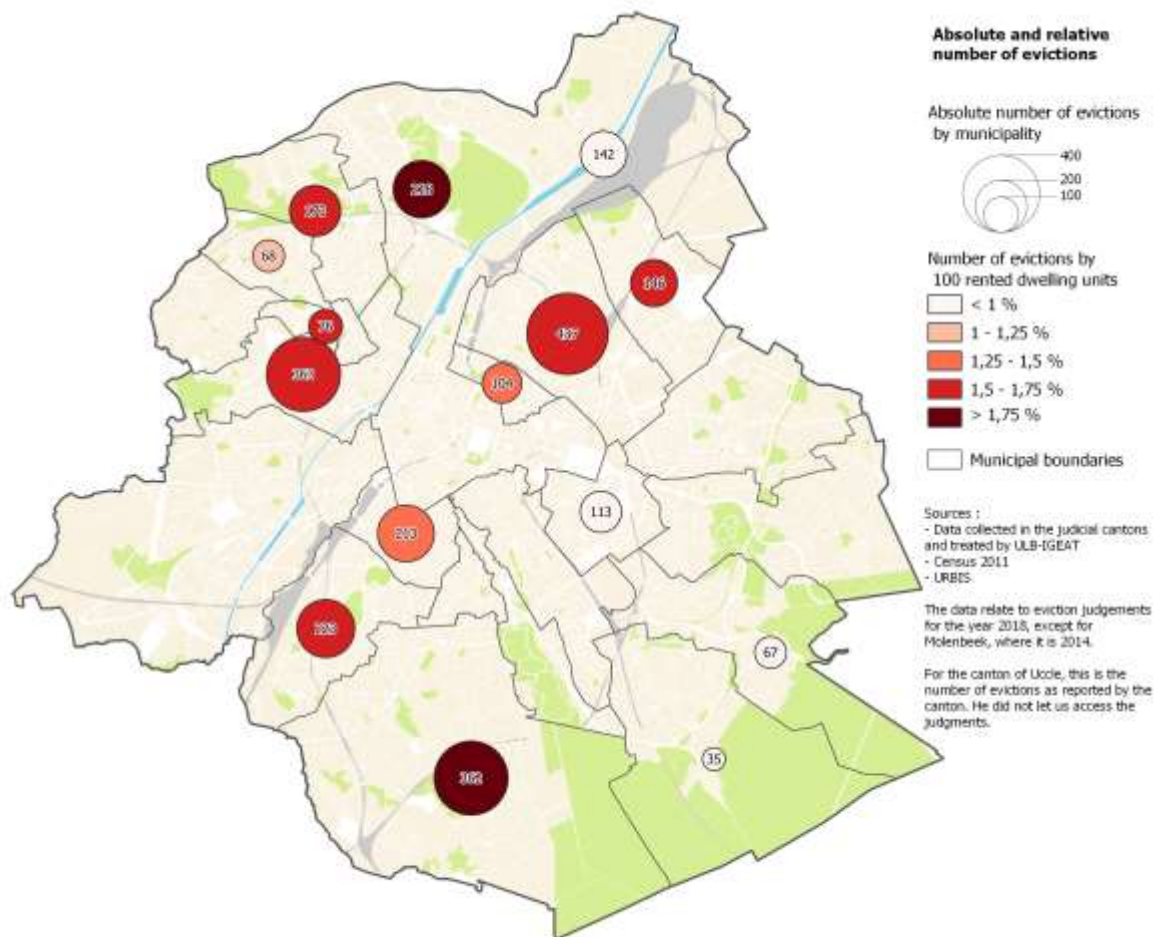 Absolute and relative
number of evictions
Absolute number of evictions
by municipality
400
200
100
Number of evictions by
100 rented dwelling units
< 1 %
1 - 1,25 %
1,25 - 1,5 %
1,5 - 1,75 %
> 1,75 %
Municipal boundaries
Sources :
- Data collected in the judicial cantons
and treated by ULB-IGEAT
- Census 2011
- URBIS
The data relate to eviction judgements
for the year 2018, except for
Molenbeek, where it is 2014.
For the canton of Uccle, this is the
number of evictions as reported by the
canton. He did not let us access the
judgments.
142
146
437
104
113
67
362
35